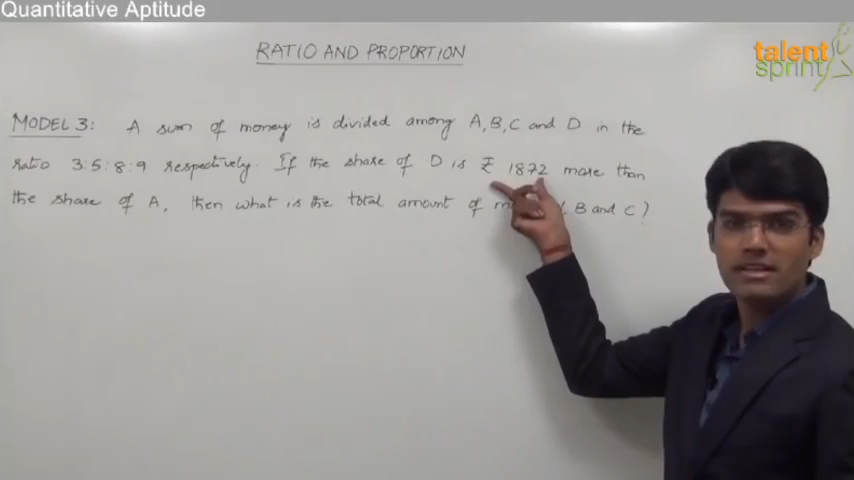 Quantitative Aptitude
RATIO AND PROPORTION
talent
sprint
MODEL 3: A sum of money is divided among A, B, C and D in the
ratio 3:5:8:9 respectively. If the share of D is ₹ 1872 more than
the share of A, then what is the total amount of B and C?